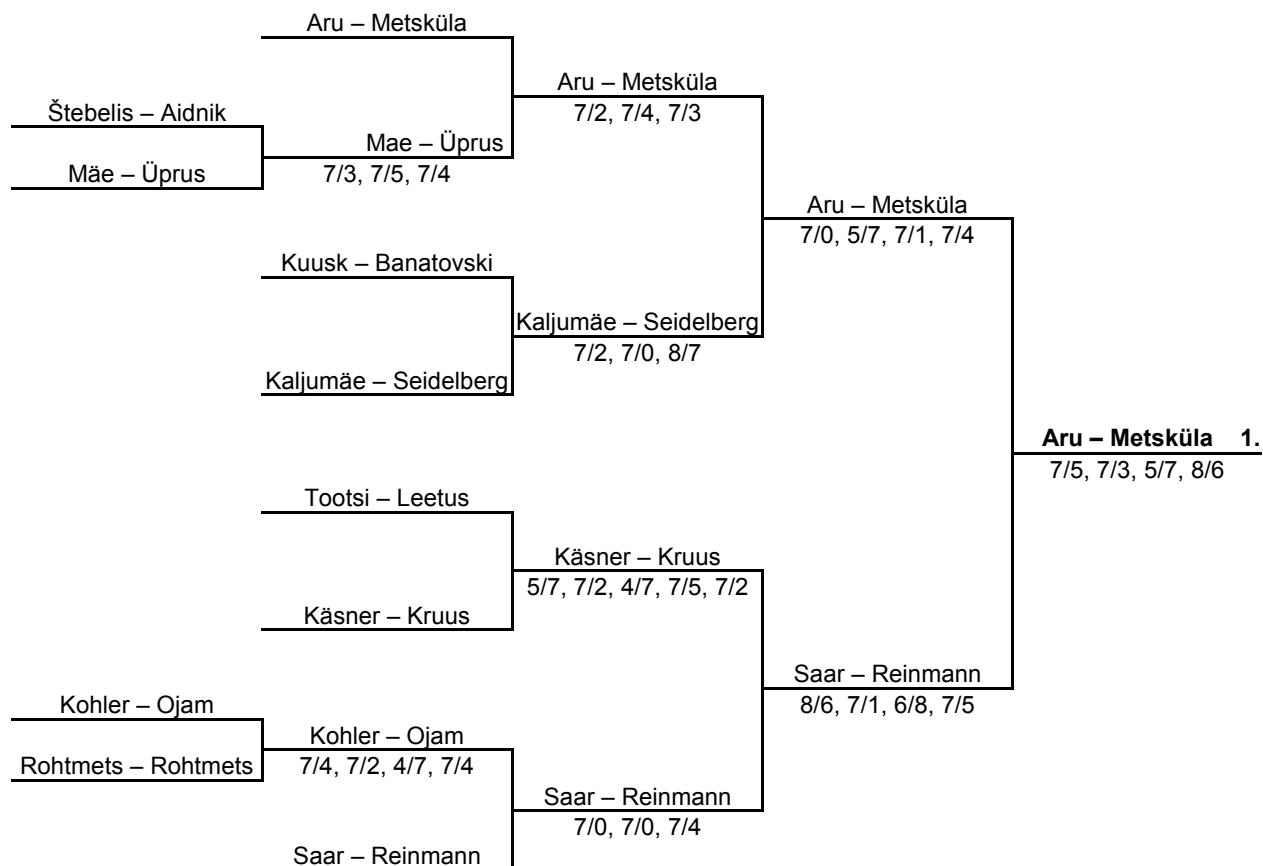 Aru – Metsküla
Aru – Metsküla
Štebelis – Aidnik
7/2, 7/4, 7/3
Mae – Üprus
Mäe – Üprus
7/3, 7/5, 7/4
Aru – Metsküla
7/0, 5/7, 7/1, 7/4
Kuusk – Banatovski
Kaljumäe – Seidelberg
7/2, 7/0, 8/7
Kaljumäe – Seidelberg
Aru – Metsküla 1.
7/5, 7/3, 5/7, 8/6
Tootsi – Leetus
Käsner – Kruus
5/7, 7/2, 4/7, 7/5, 7/2
Käsner – Kruus
Saar – Reinmann
8/6, 7/1, 6/8, 7/5
Kohler – Ojam
Kohler – Ojam
Rohtmets – Rohtmets
7/4, 7/2, 4/7, 7/4
Saar – Reinmann
7/0, 7/0, 7/4
Saar – Reinmann